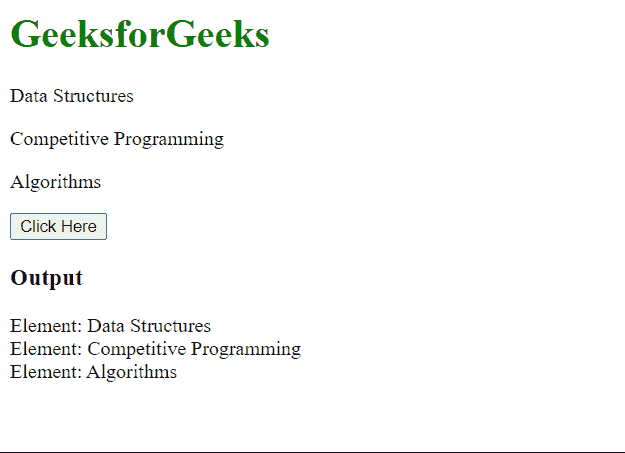 GeeksforGeeks
Data Structures
Competitive Programming
Algorithms
Click Here
Output
Element: Data Structures
Element: Competitive Programming
Element: Algorithms